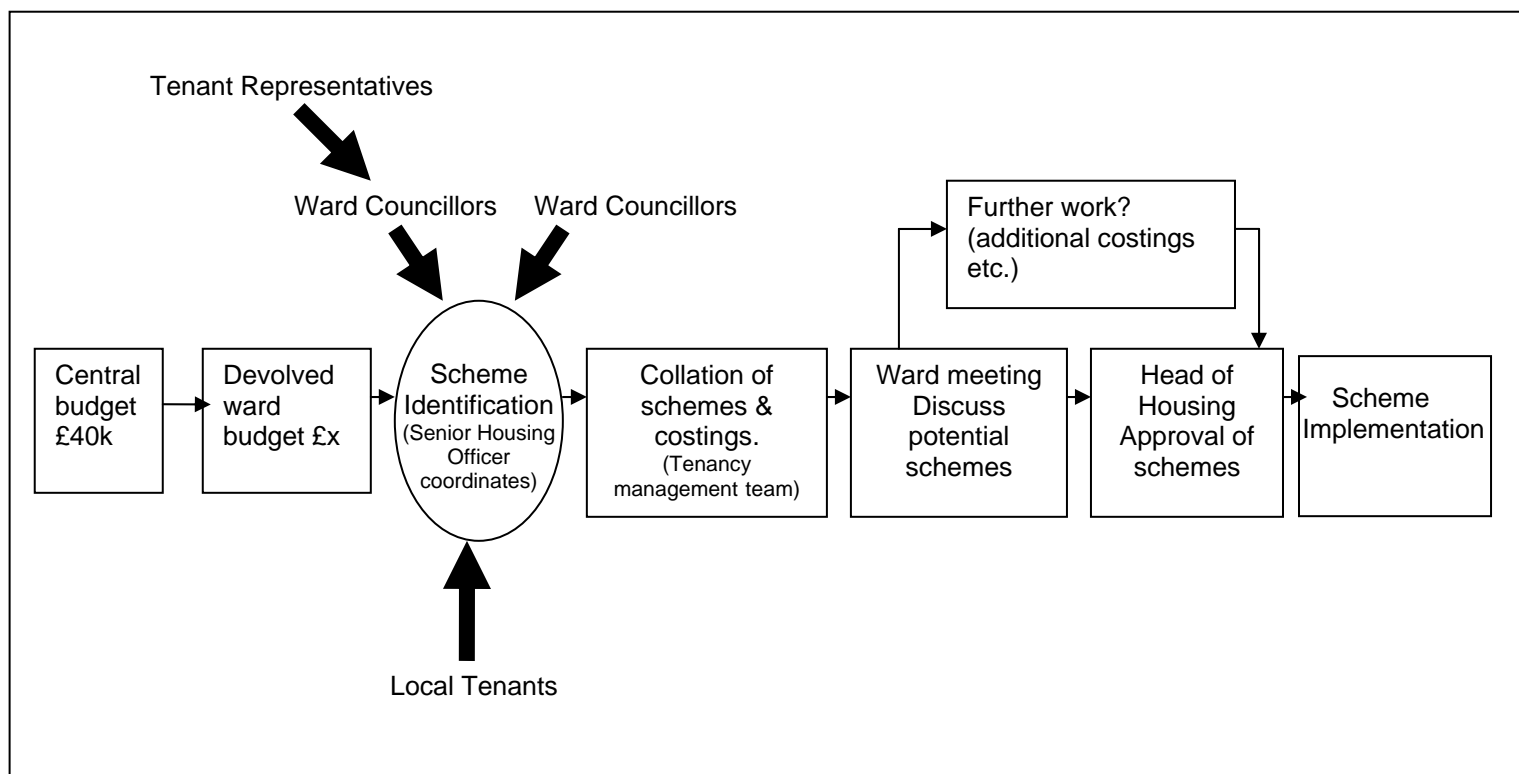 Tenant Representatives
Ward Councillors
Ward Councillors
Further work?
(additional costings
etc.)
Central
budget
£40k
Devolved
ward
budget £x
Scheme
Identification
(Senior Housing
Officer
coordinates)
Collation of
schemes &
costings.
(Tenancy
management team)
Ward meeting
Discuss
potential
schemes
Head of
Housing
Approval of
schemes
Scheme
Implementation
Local Tenants